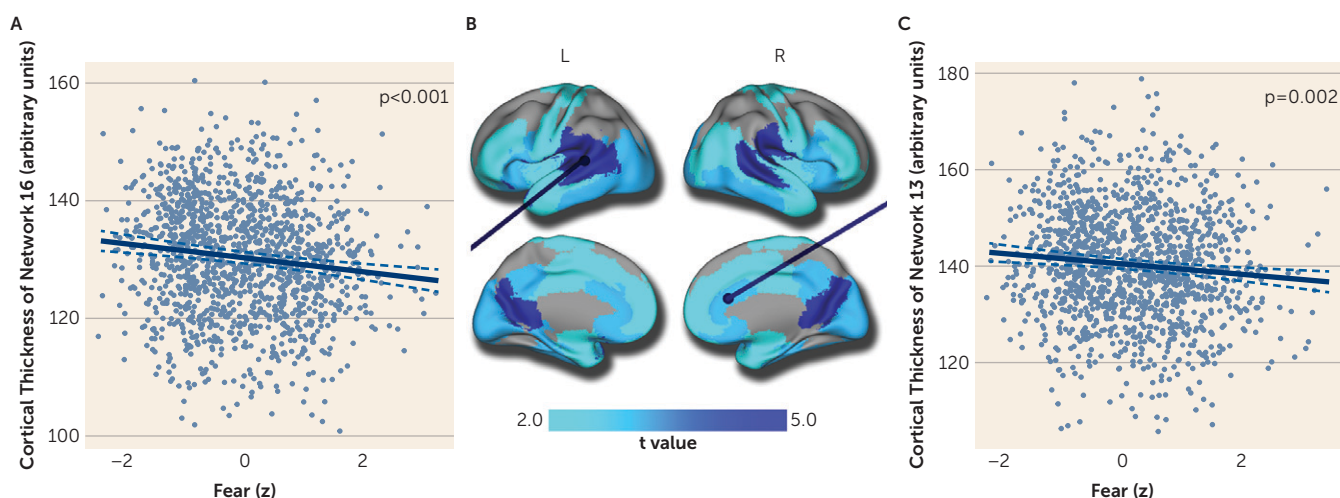 A
Cortical Thickness of Network 16 (arbitrary units)
160
140
120
100
p<0.001
−2
0
2
Fear (z)
B
L
R
2.0
5.0
t value
C
Cortical Thickness of Network 13 (arbitrary units)
180
160
140
120
p=0.002
−2
0
2
Fear (z)